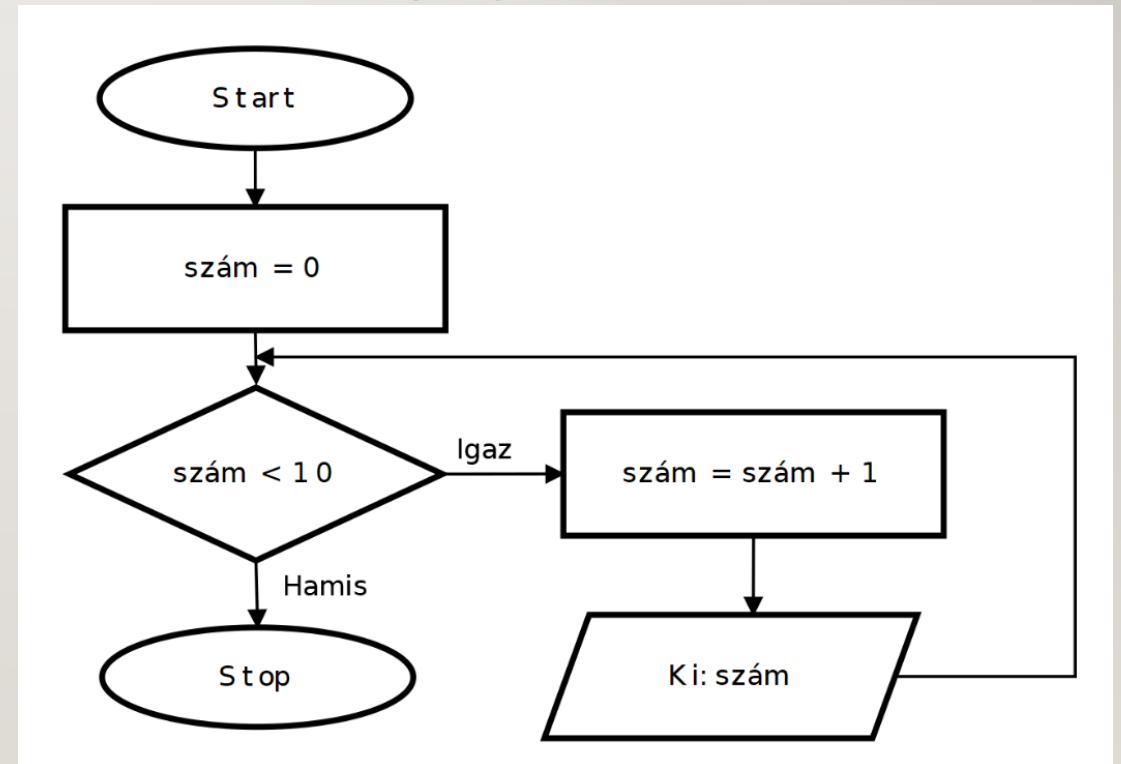 Start
szám = 0
szám < 10
Igaz
szám = szám + 1
Hamis
Stop
Ki: szám